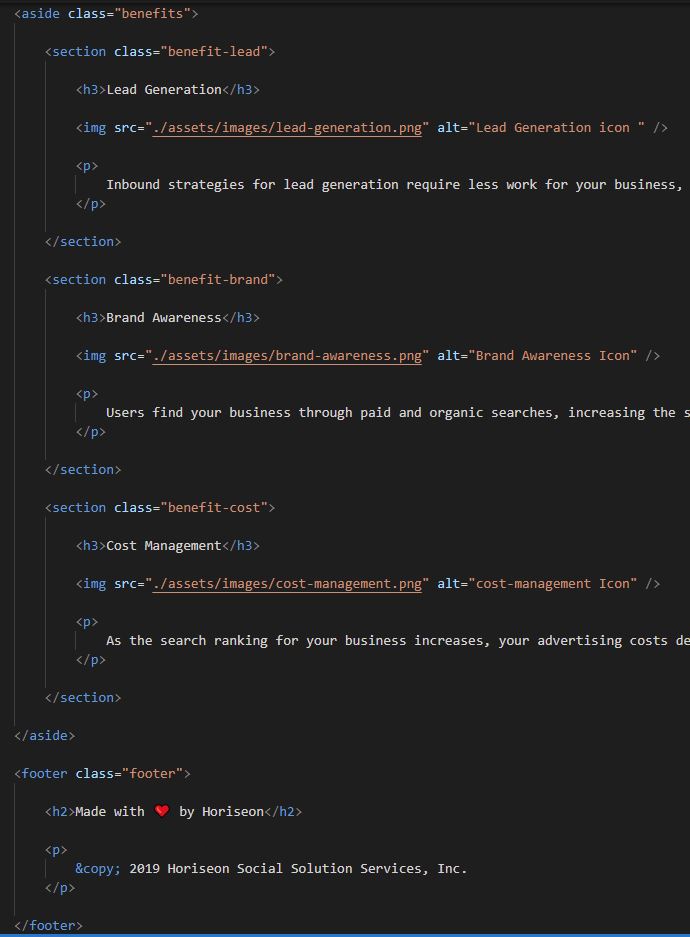 <aside class="benefits">
<section class="benefit-lead">
<h3>Lead Generation</h3>
<img src="./assets/images/lead-generation.png" alt="Lead Generation icon " />
<p>
Inbound strategies for lead generation require less work for your business,
</p>
</section>
<section class="benefit-brand">
<h3>Brand Awareness</h3>
<img src="./assets/images/brand-awareness.png" alt="Brand Awareness Icon" />
<p>
Users find your business through paid and organic searches, increasing the s
</p>
</section>
<section class="benefit-cost">
<h3>Cost Management</h3>
<img src="./assets/images/cost-management.png" alt="cost-management Icon" />
<p>
As the search ranking for your business increases, your advertising costs de
</p>
</section>
</aside>
<footer class="footer">
<h2>Made with ❤️ by Horiseon</h2>
<p>
&copy; 2019 Horiseon Social Solution Services, Inc.
</p>
</footer>